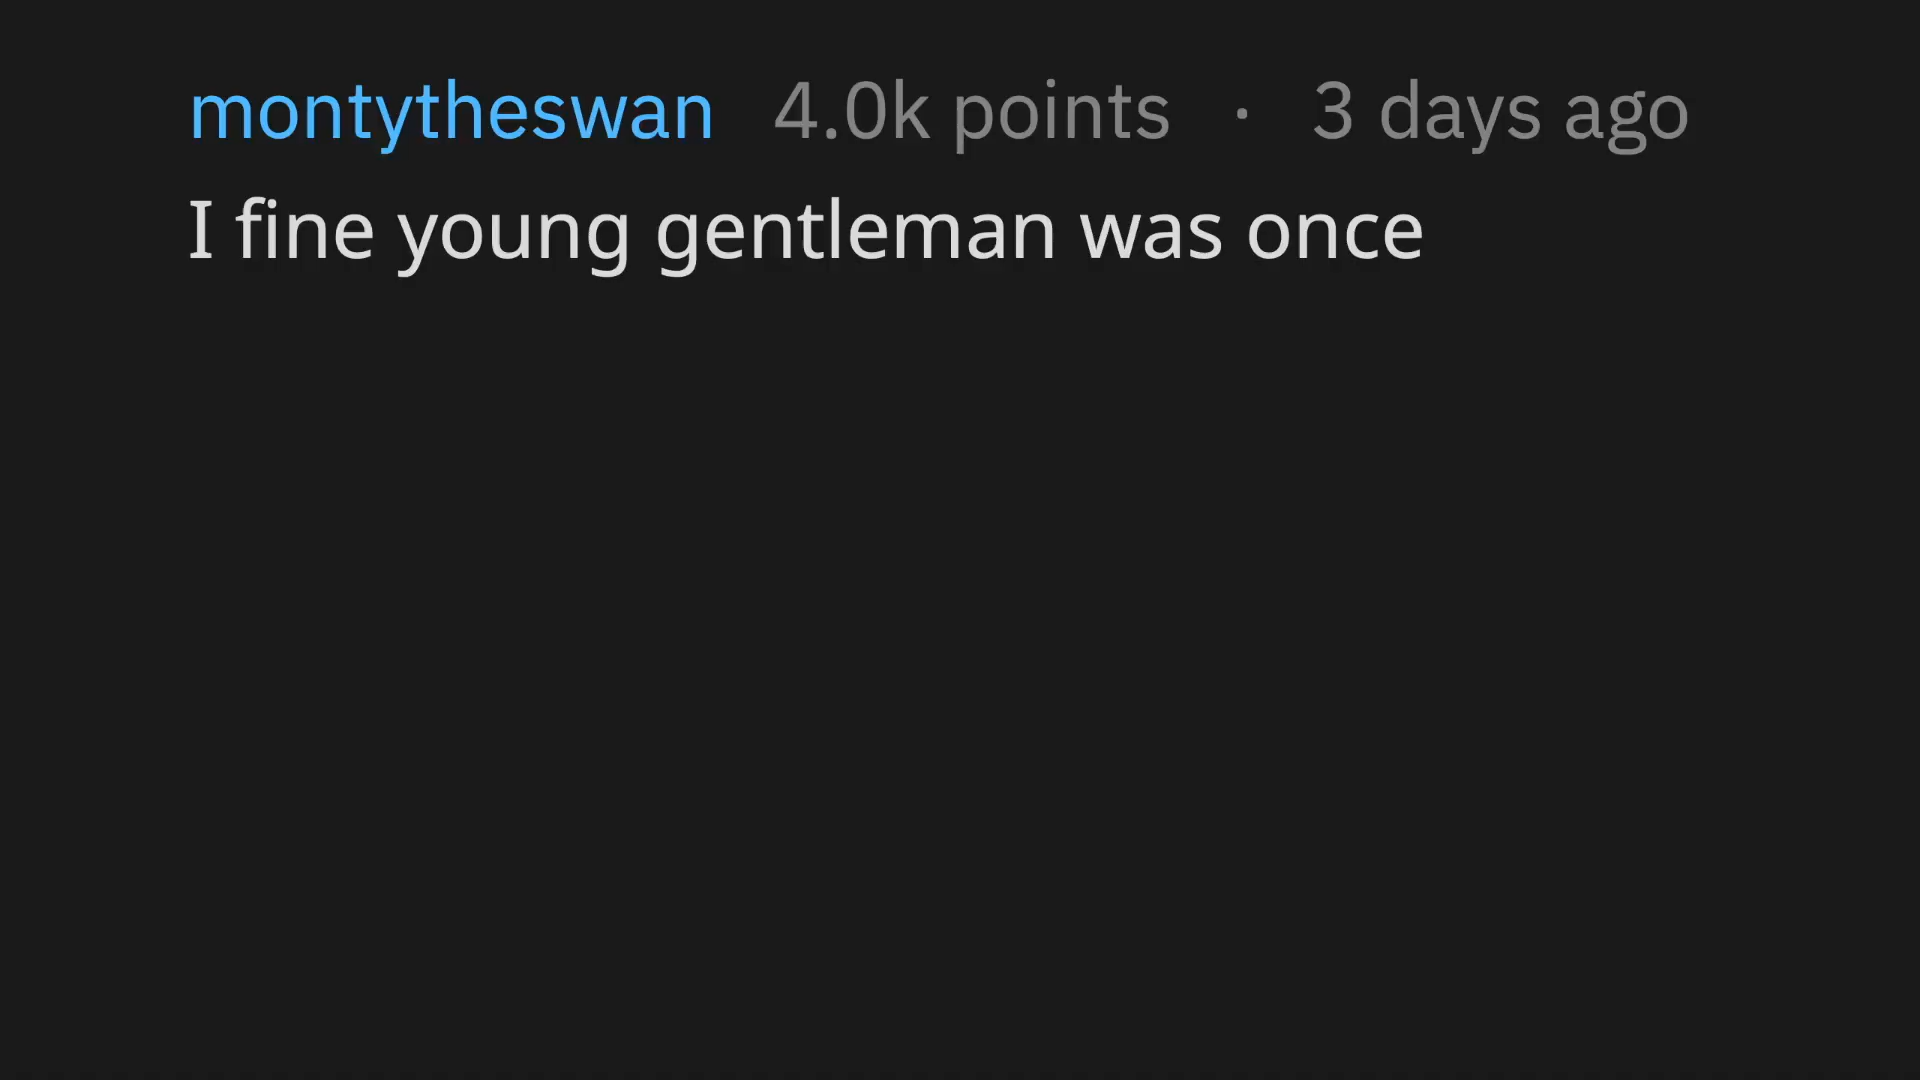 montytheswan 4.0k points · 3 days ago
I fine young gentleman was once